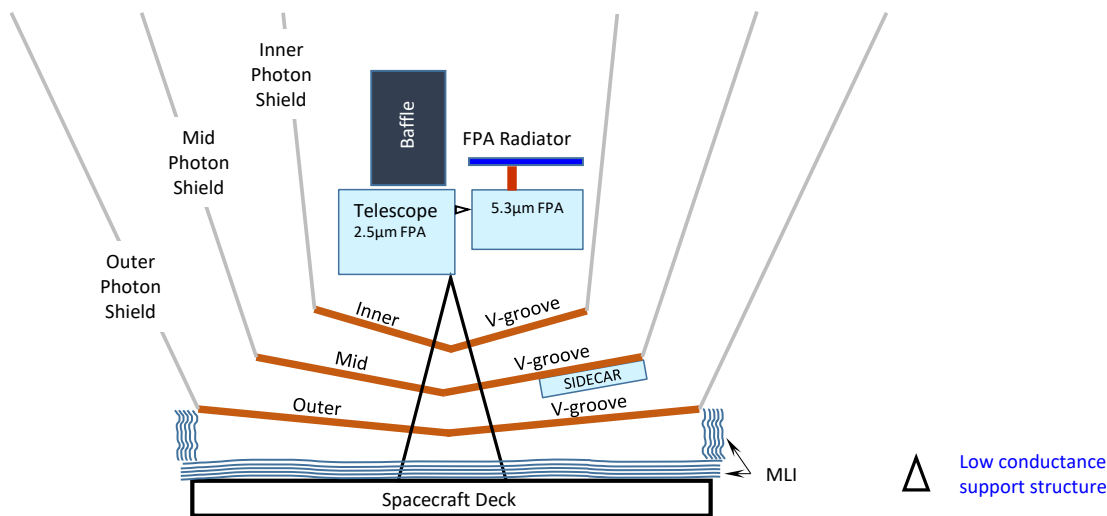 Inner
Photon
Shield
Mid
Photon
Shield
Outer
Photon
Shield
Baffle
FPA Radiator
Telescope
2.5µm FPA
5.3µm FPA
Inner
V-groove
Mid
V-groove
SIDECAR
Outer
V-groove
MLI
Spacecraft Deck
Low conductance
support structure